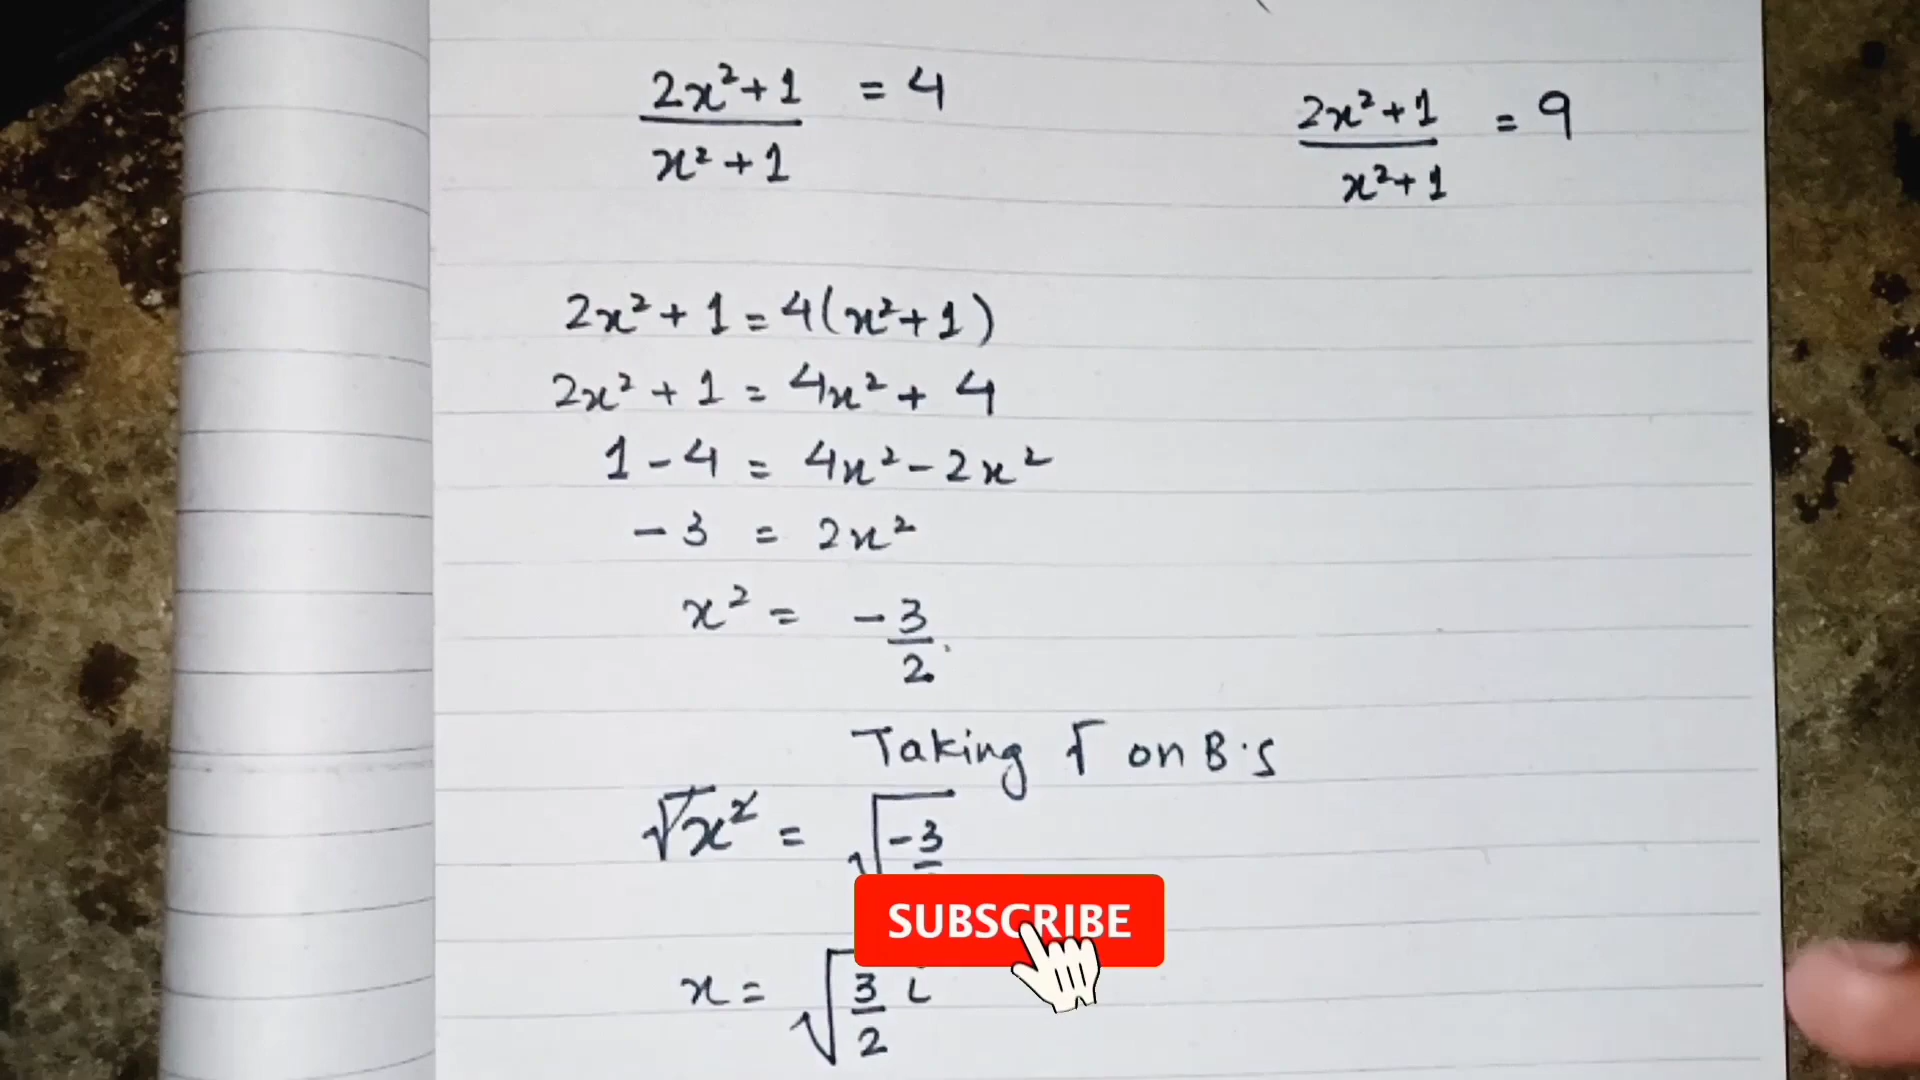 2x²+1 = 4
x²+1
2x²+1 = 9
x²+1
2x²+1=4(x²+1)
2x²+1=4x²+4
1-4=4x²-2x²
-3=2x²
x²=-3/2
Taking √ on B.S
√x²=√-3
SUBSCRIBE
x=√3/2 i